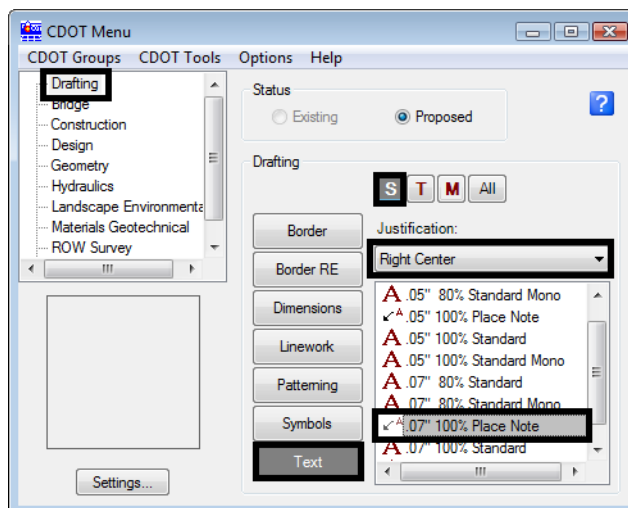 CDOT Menu
CDOT Groups CDOT Tools Options Help
Drafting
Bridge
Construction
Design
Geometry
Hydraulics
Landscape Environmenta
Materials Geotechnical
ROW Survey
Status
Existing
Proposed
?
Drafting
S T M All
Border
Border RE
Dimensions
Linework
Patterning
Symbols
Text
Justification:
Right Center
A .05" 80% Standard Mono
A .05" 100% Place Note
A .05" 100% Standard
A .05" 100% Standard Mono
A .07" 80% Standard
A .07" 80% Standard Mono
A .07" 100% Place Note
A .07" 100% Standard
Settings...